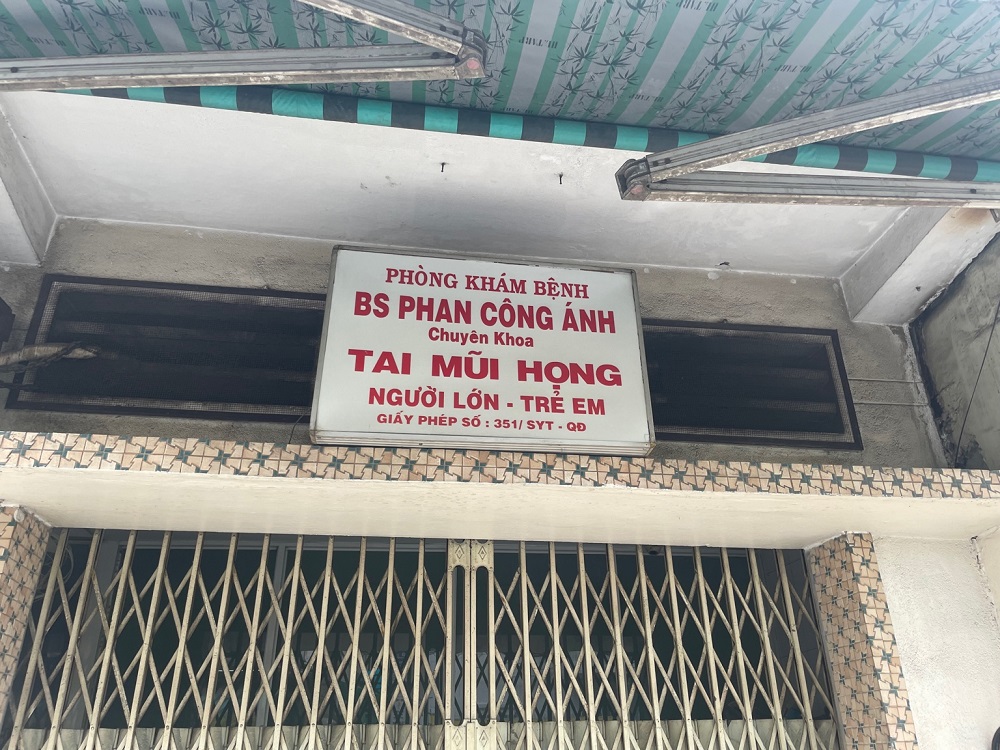 PHÒNG KHÁM BỆNH
BS PHAN CÔNG ÁNH
Chuyên Khoa
TAI MŨI HỌNG
NGƯỜI LỚN - TRẺ EM
GIẤY PHÉP SỐ : 351/ SYT - QĐ